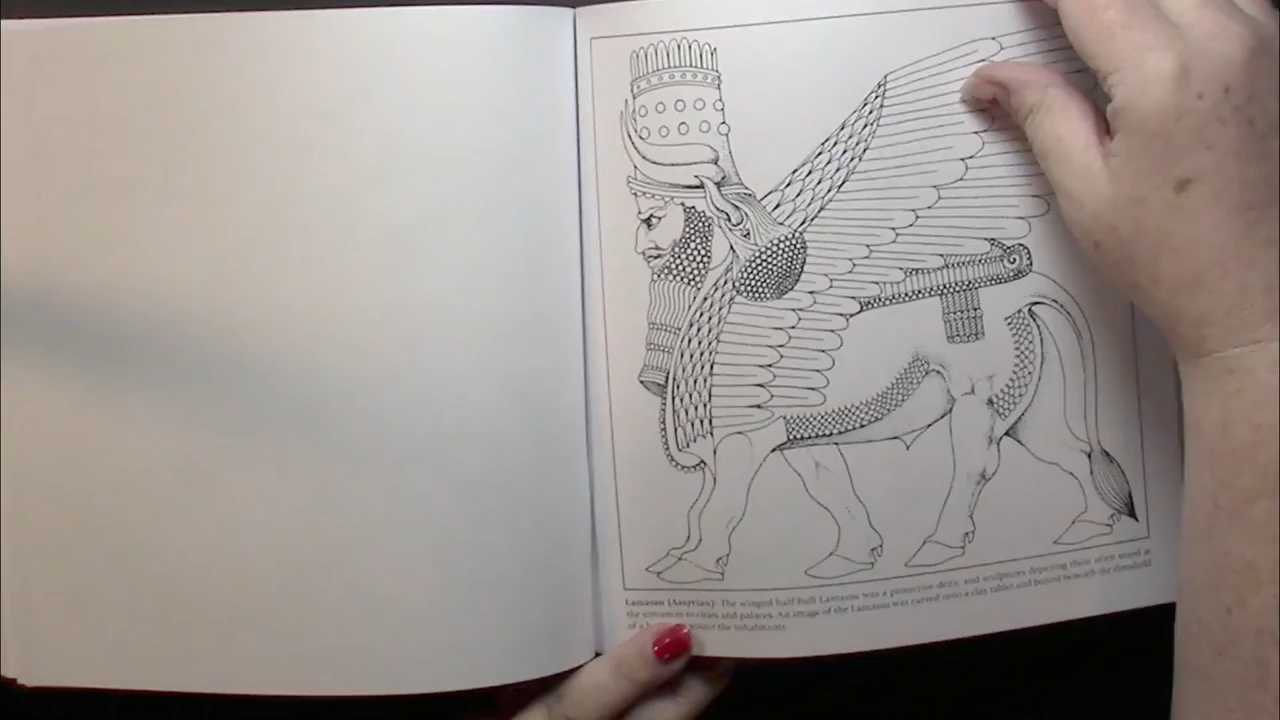 Lamassu (Assyrian): The winged half-bull Lamassu was a protective deity, and sculptures depicting them often stood at
the entrances to cities and palaces. An image of the Lamassu was carved onto a clay tablet and buried beneath the threshold
of a protect the inhabitants.